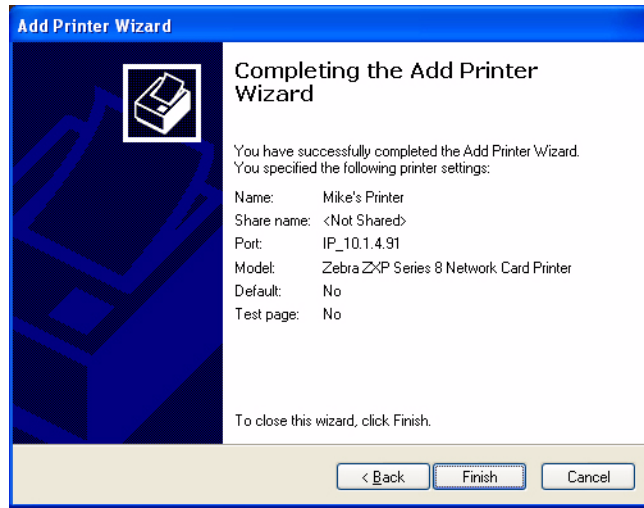 Add Printer Wizard
Completing the Add Printer
Wizard
You have successfully completed the Add Printer Wizard.
You specified the following printer settings:
Name: Mike's Printer
Share name: <Not Shared>
Port: IP_10.1.4.91
Model: Zebra ZXP Series 8 Network Card Printer
Default: No
Test page: No
To close this wizard, click Finish.
< Back Finish Cancel